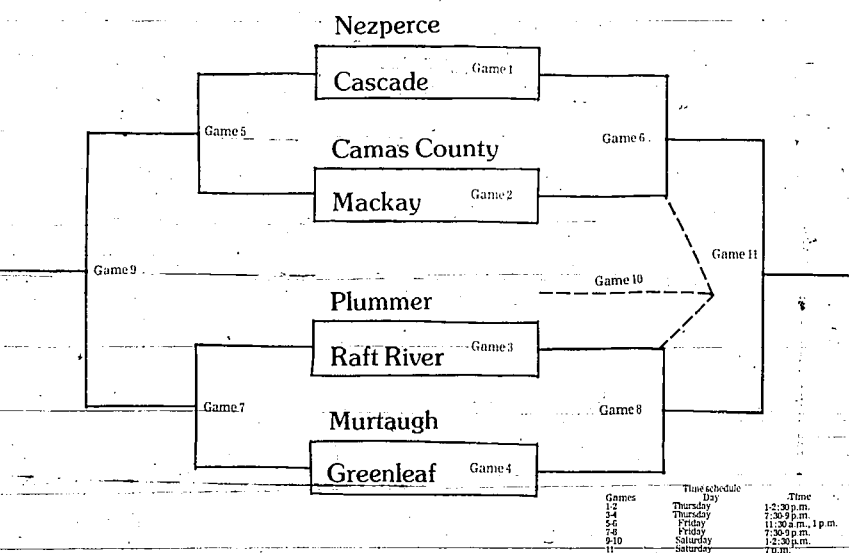 Nezperce
Game 1
Cascade
Game 5
Game 6
Camas County
Game 2
Mackay
Game 11
Game 9
Game 10
Plummer
Game 3
Raft River
Game 7
Game 8
Murtaugh
Greenleaf
Game 4
Time schedule
Games Day Time
1-2 Thursday 1-2:30 p.m.
3-4 Thursday 7:30-9 p.m.
5-6 Friday 11:30 a.m., 1 p.m.
7-8 Friday 7:30-9 p.m.
9-10 Saturday 1-2:30 p.m.
11 Saturday 7 p.m.